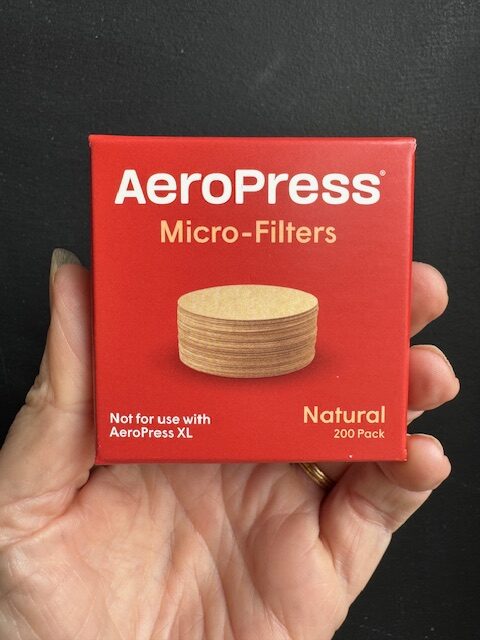 AeroPress®
Micro-Filters
Not for use with
AeroPress XL
Natural
200 Pack